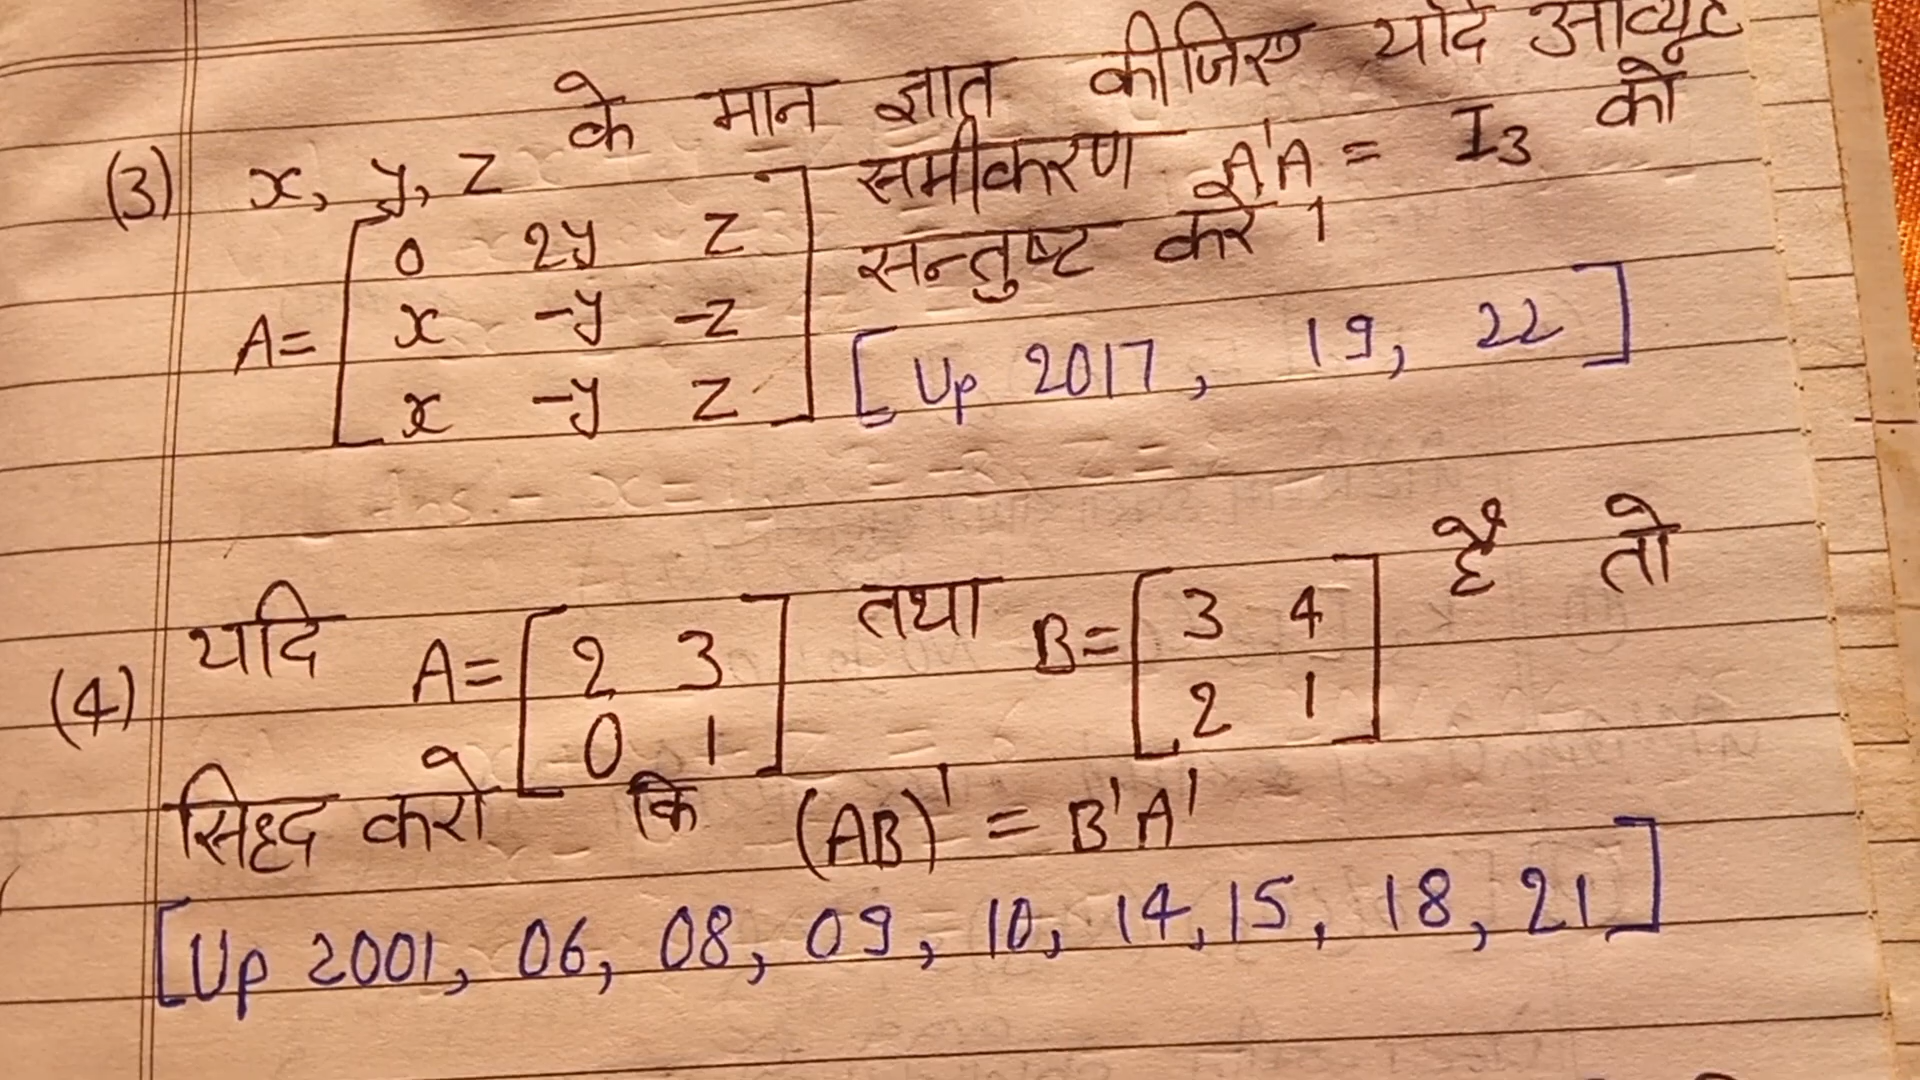 (3) x, y, z के मान ज्ञात कीजिए यदि आव्यूह
A = [ 0 2y z
x -y -z
x -y z ]
समीकरण A'A = I3 को
सन्तुष्ट करें ।
[Up 2017, 19, 22]
(4) यदि A = [ 2 3
0 1 ] तथा B = [ 3 4
2 1 ] है तो
सिद्ध करो कि (AB)' = B'A'
[Up 2001, 06, 08, 09, 10, 14, 15, 18, 21]